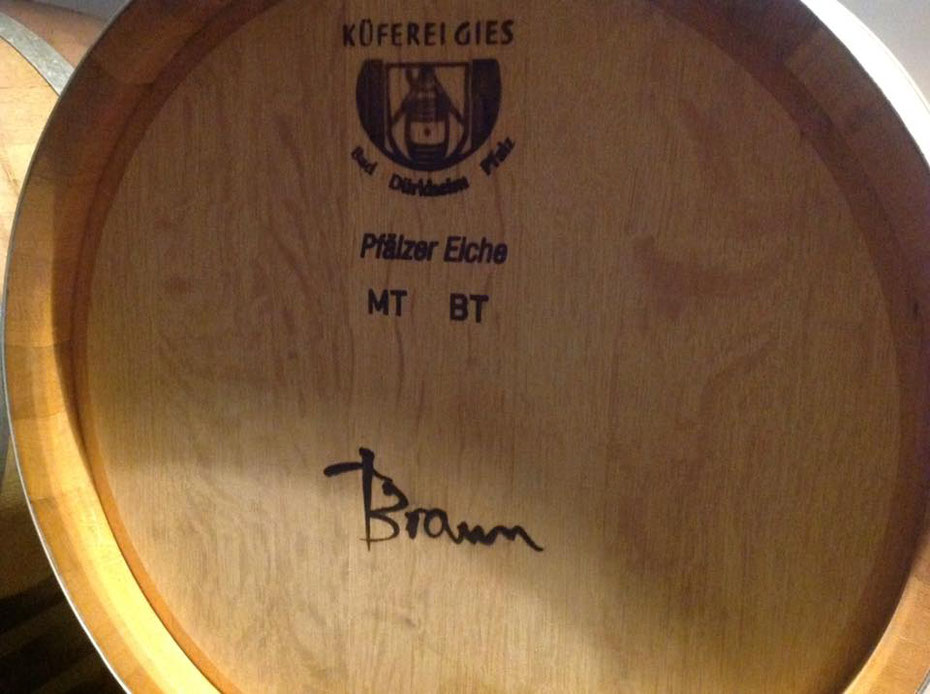 KÜFEREI GIES
Bad Dürkheim Pfalz
Pfälzer Eiche
MT BT
Braun